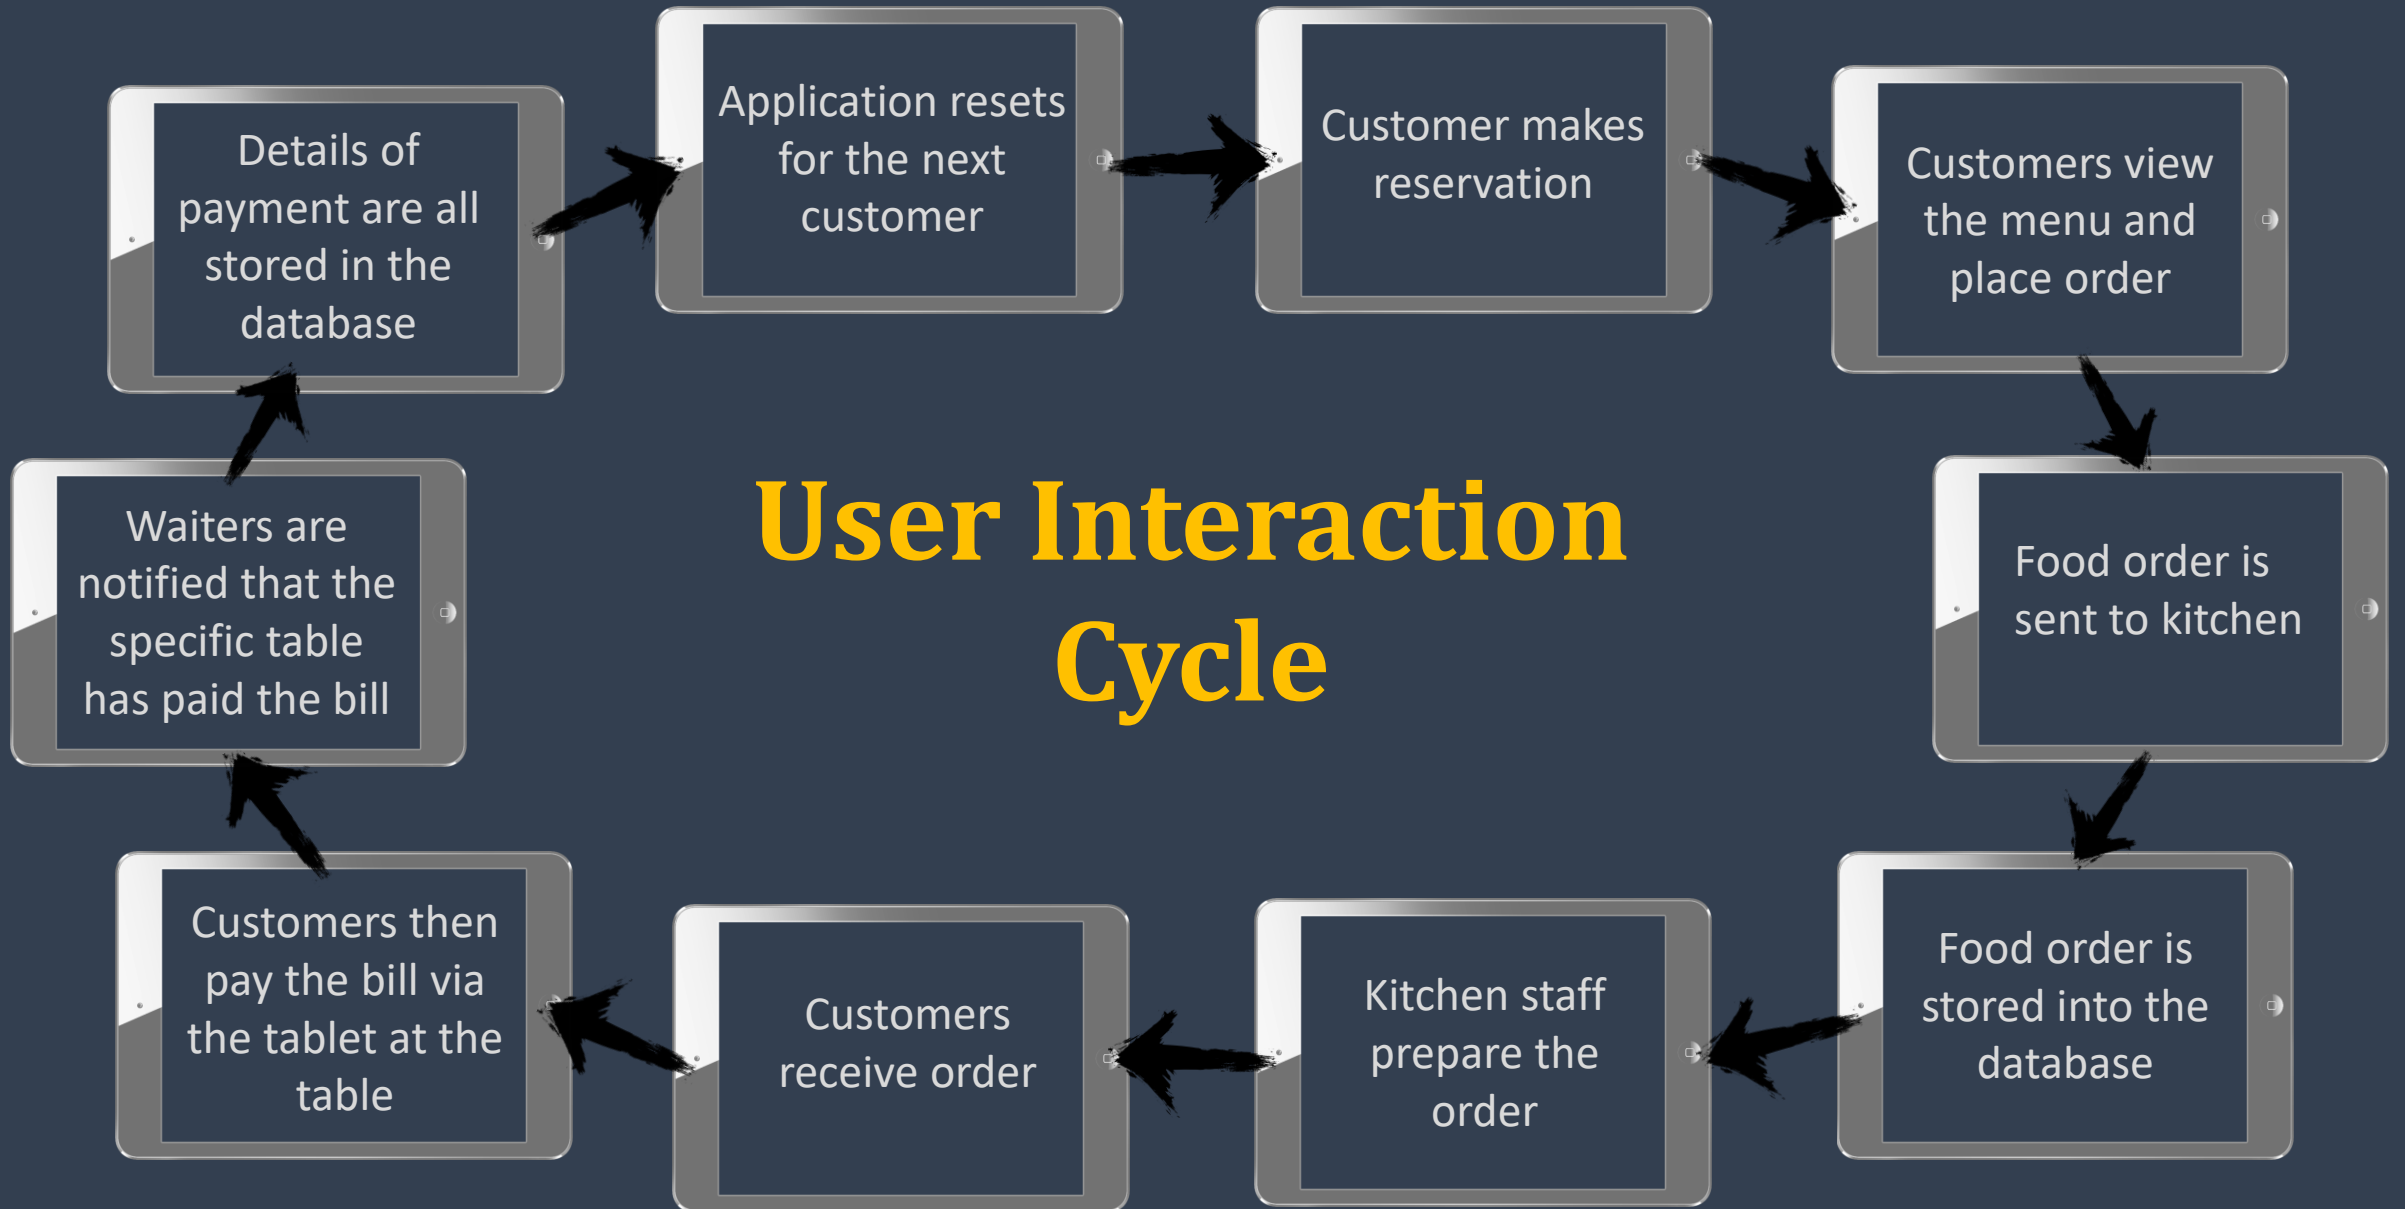 Details of
payment are all
stored in the
database
Application resets
for the next
customer
Customer makes
reservation
Customers view
the menu and
place order
User Interaction
Cycle
Waiters are
notified that the
specific table
has paid the bill
Food order is
sent to kitchen
Customers then
pay the bill via
the tablet at the
table
Customers
receive order
Kitchen staff
prepare the
order
Food order is
stored into the
database